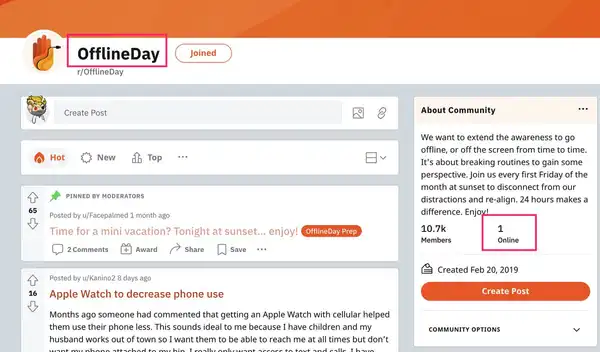 OfflineDay
Joined
r/OfflineDay
Create Post
Hot
New
Top
PINNED BY MODERATORS
65
Posted by u/Facepalmed 1 month ago
Time for a mini vacation? Tonight at sunset... enjoy!
OfflineDay Prep
2 Comments
Award
Share
Save
16
Posted by u/Kanino2 8 days ago
Apple Watch to decrease phone use
Months ago someone had commented that getting an Apple Watch with cellular helped
them use their phone less. This sounds ideal to me because I have children and my
husband works out of town so I want them to be able to reach me at all times but don't
want my phone attached to my hip. I really only want access to text and calls. I have
About Community
We want to extend the awareness to go
offline, or off the screen from time to time.
It's about breaking routines to gain some
perspective. Join us every first Friday of the
month at sunset to disconnect from our
distractions and re-align. 24 hours makes a
difference. Enjoy!
10.7k
Members
1
Online
Created Feb 20, 2019
Create Post
COMMUNITY OPTIONS